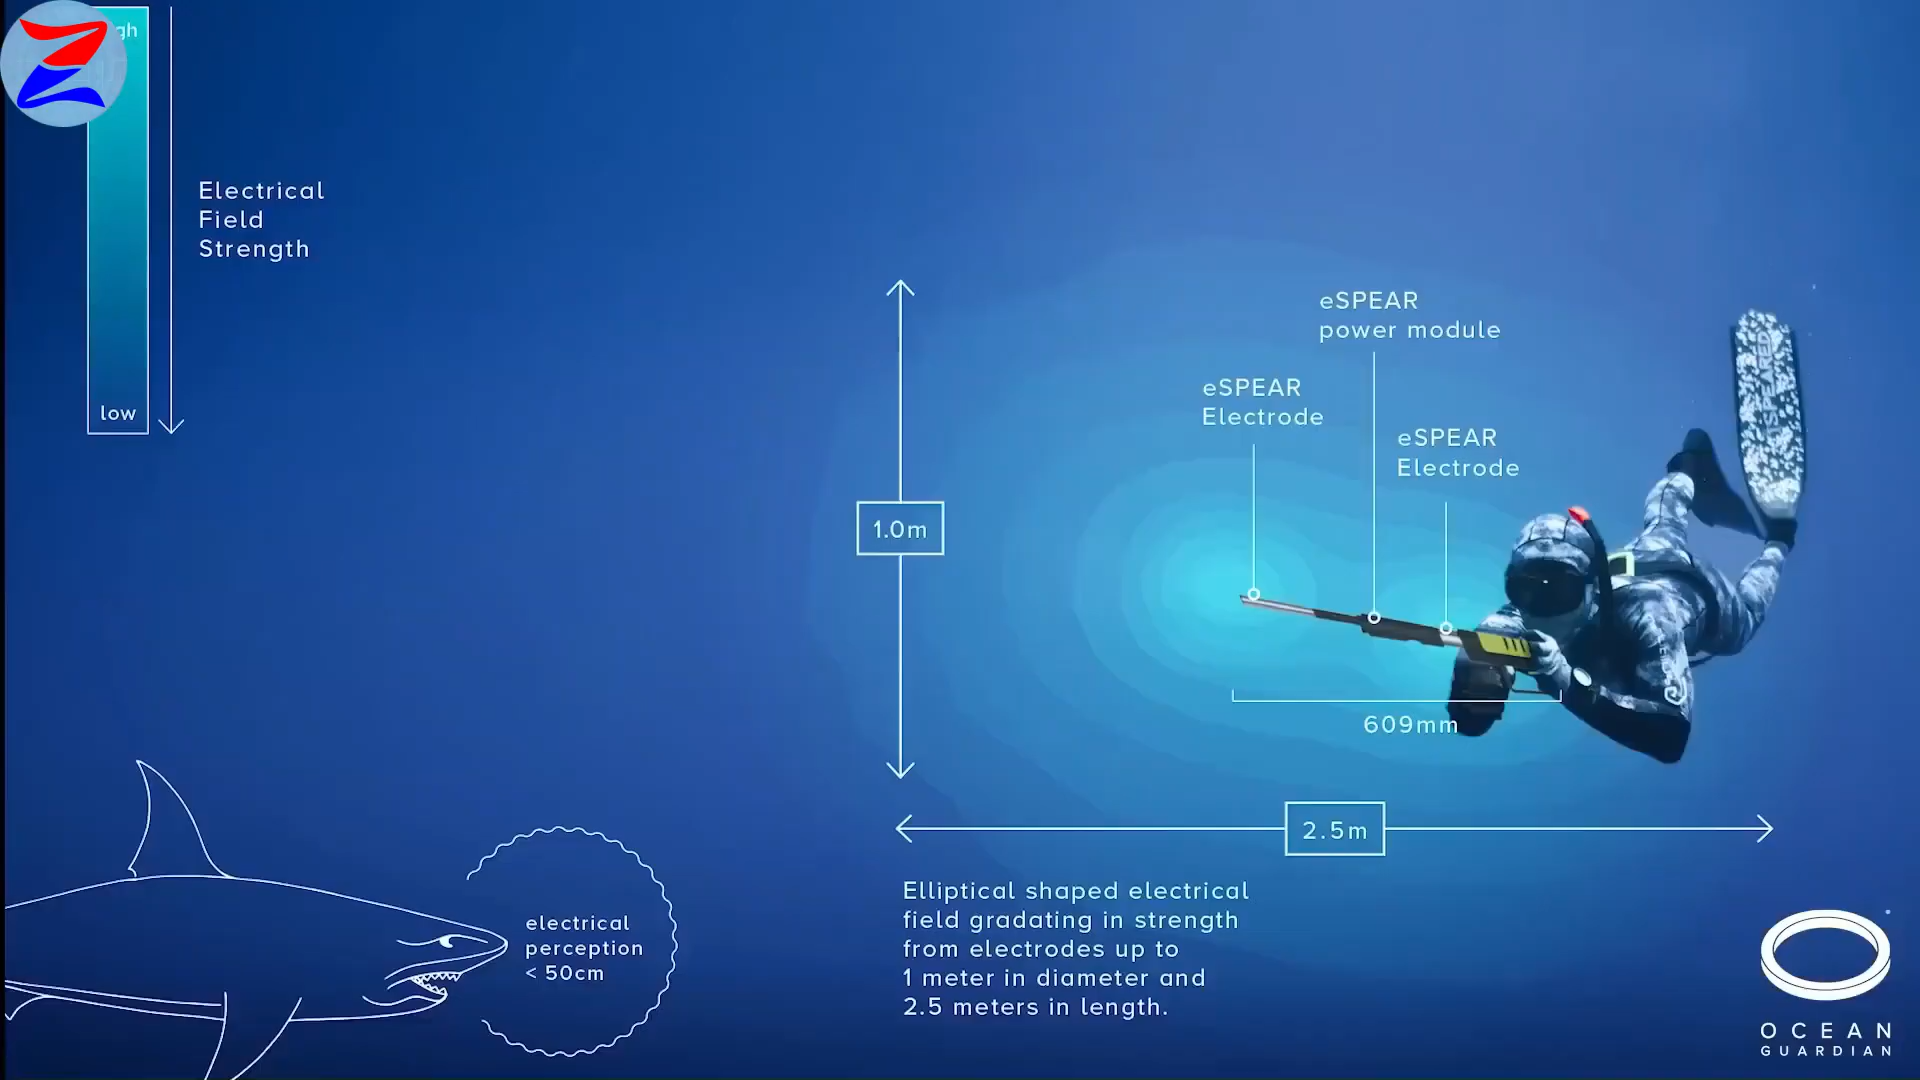 Electrical
Field
Strength
low
eSPEAR
power module
eSPEAR
Electrode
eSPEAR
Electrode
1.0m
609mm
2.5m
Elliptical shaped electrical
field gradating in strength
from electrodes up to
1 meter in diameter and
2.5 meters in length.
electrical
perception
< 50cm
OCEAN
GUARDIAN